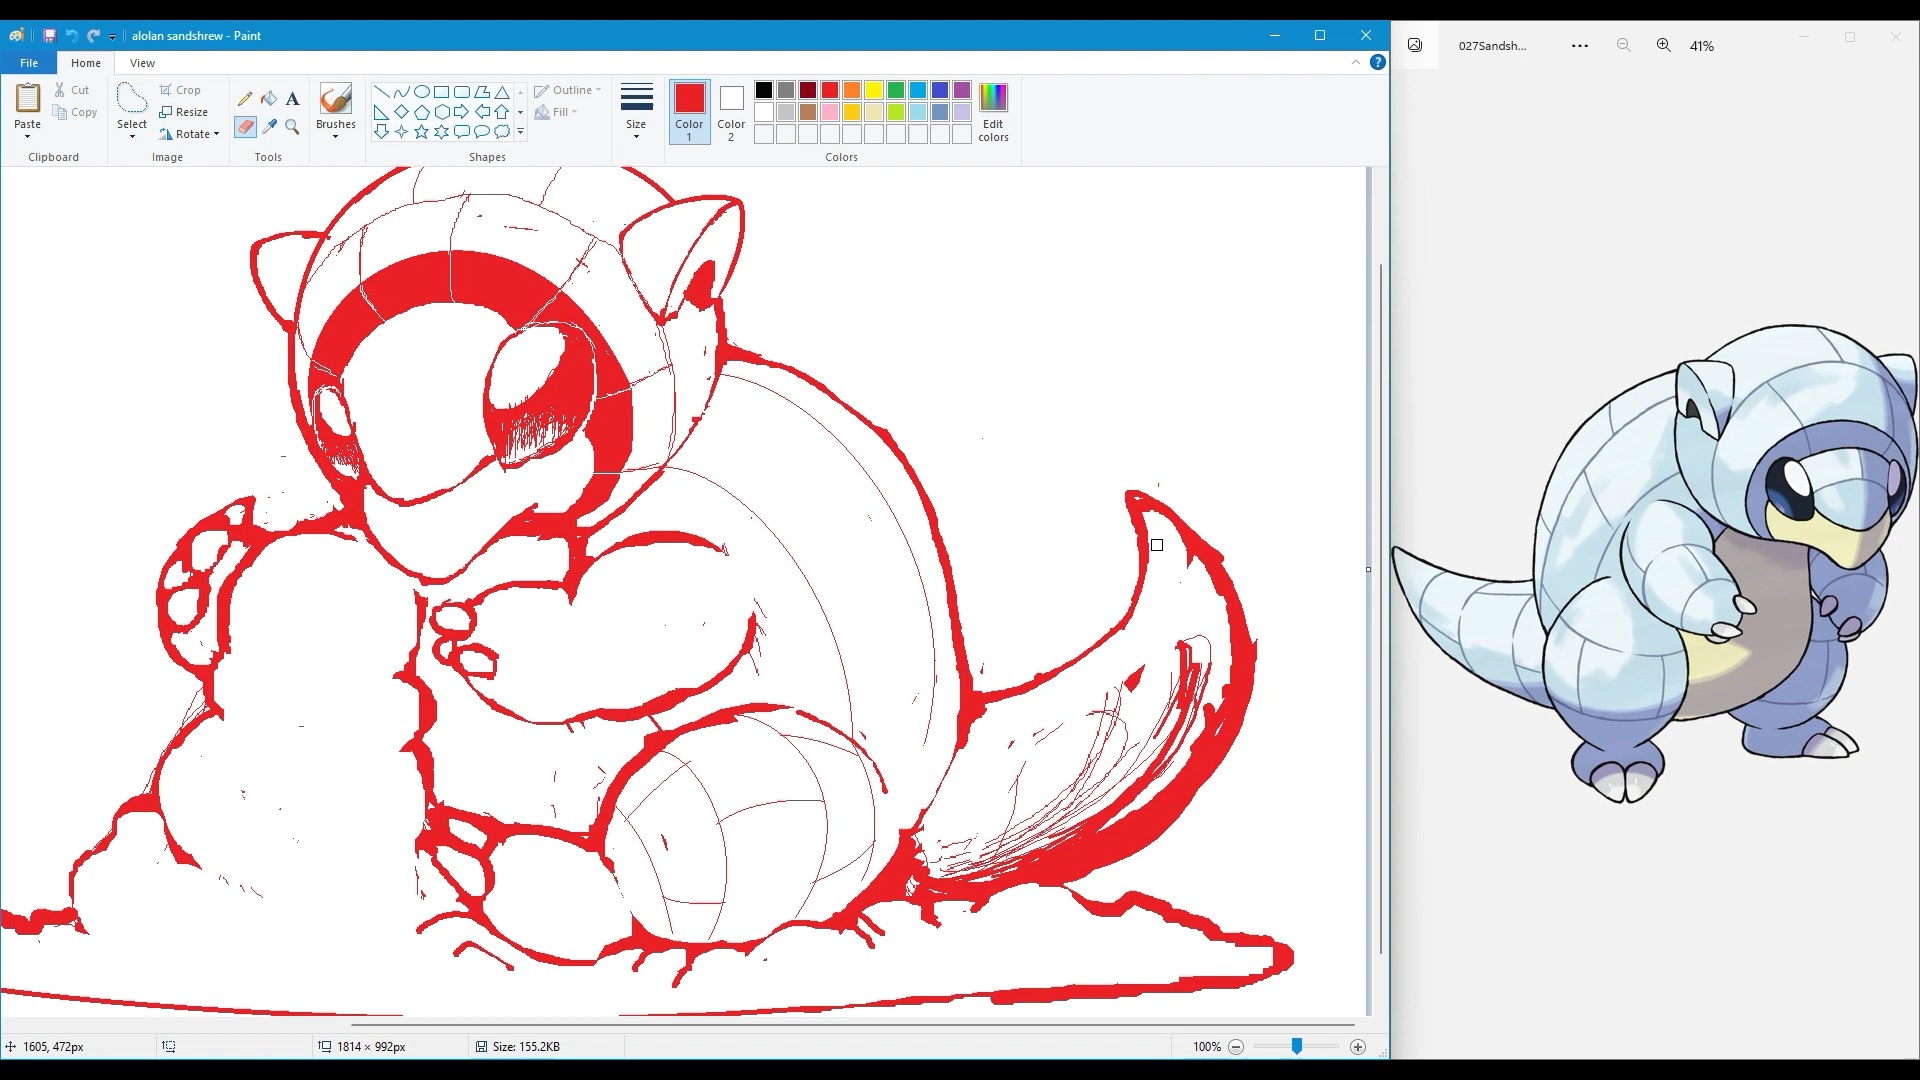 alolan sandshrew - Paint
027Sandsh...
41%
File
Home
View
Paste
Cut
Copy
Clipboard
Select
Crop
Resize
Rotate
Image
A
Tools
Brushes
Shapes
Outline
Fill
Size
Color
1
Color
2
Edit
colors
Colors
1605, 472px
1814 × 992px
Size: 155.2KB
100%